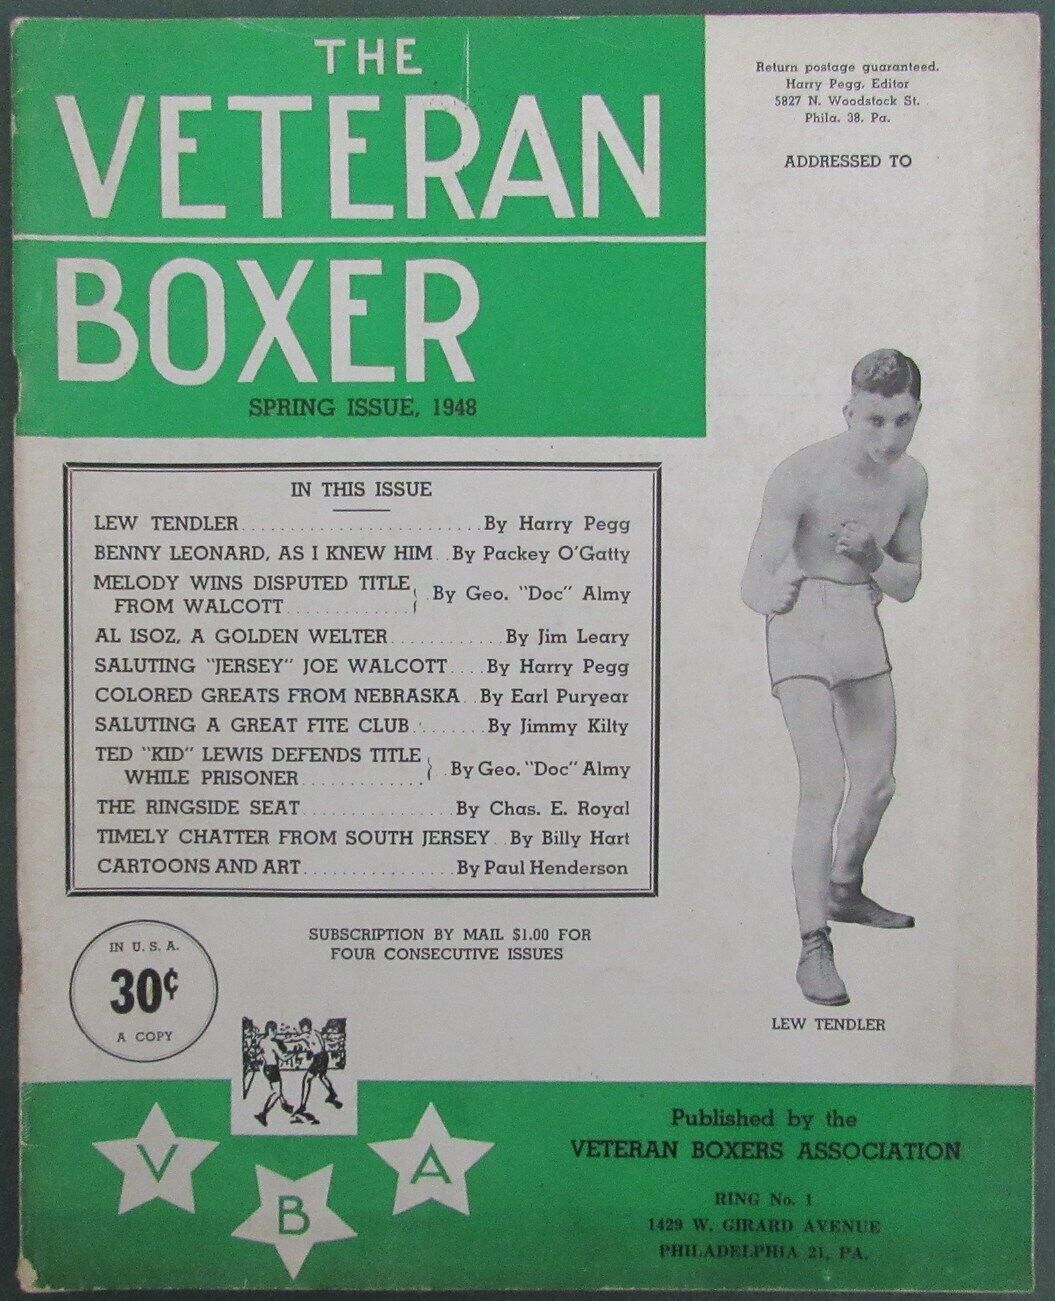 THE
VETERAN
BOXER
SPRING ISSUE, 1948
Return postage guaranteed.
Harry Pegg, Editor
5827 N. Woodstock St.
Phila. 38, Pa.
ADDRESSED TO
IN THIS ISSUE
LEW TENDLER........................By Harry Pegg
BENNY LEONARD, AS I KNEW HIM..By Packey O'Gatty
MELODY WINS DISPUTED TITLE
FROM WALCOTT............} .By Geo. "Doc" Almy
AL ISOZ, A GOLDEN WELTER...........By Jim Leary
SALUTING "JERSEY" JOE WALCOTT....By Harry Pegg
COLORED GREATS FROM NEBRASKA..By Earl Puryear
SALUTING A GREAT FITE CLUB........By Jimmy Kilty
TED "KID" LEWIS DEFENDS TITLE
WHILE PRISONER............} .By Geo. "Doc" Almy
THE RINGSIDE SEAT...............By Chas. E. Royal
TIMELY CHATTER FROM SOUTH JERSEY..By Billy Hart
CARTOONS AND ART...............By Paul Henderson
IN U. S. A.
30¢
A COPY
SUBSCRIPTION BY MAIL $1.00 FOR
FOUR CONSECUTIVE ISSUES
LEW TENDLER
V B A
Published by the
VETERAN BOXERS ASSOCIATION
RING No. 1
1429 W. GIRARD AVENUE
PHILADELPHIA 21, PA.